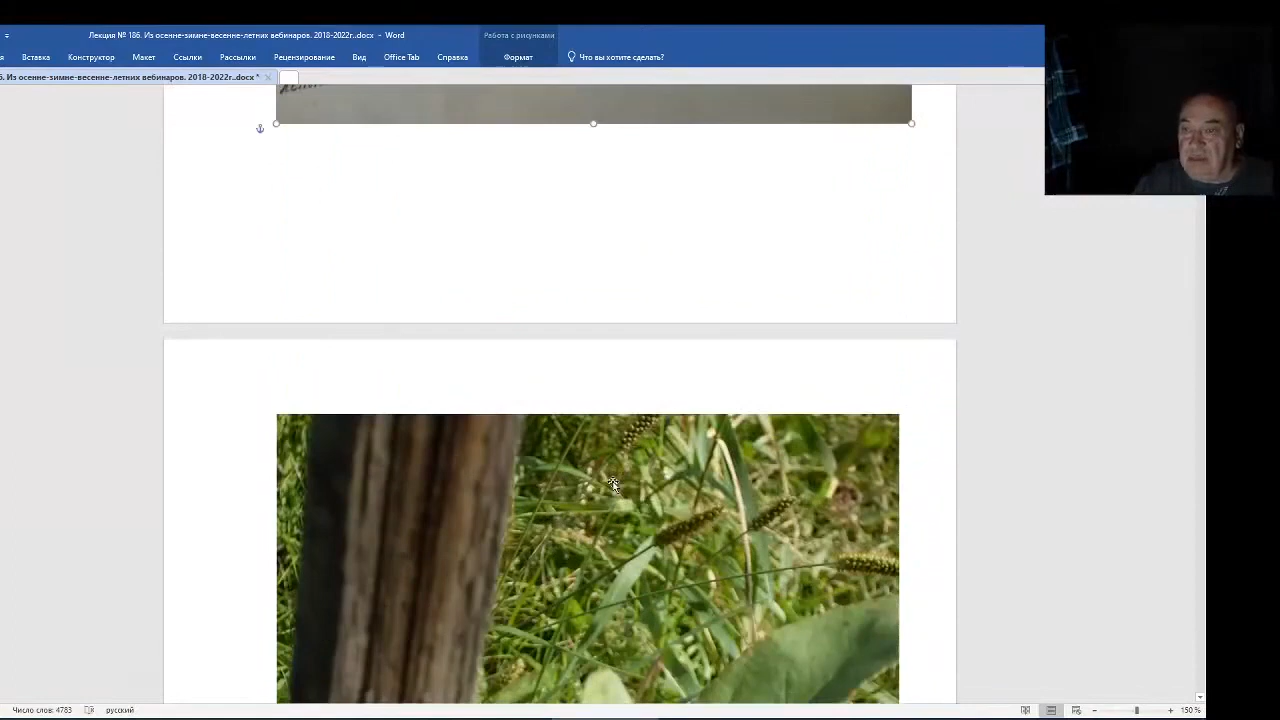 Лекция № 186. Из осенне-зимне-весенне-летних вебинаров. 2018-2022г..docx - Word
Работа с рисунками
Вставка Конструктор Макет Ссылки Рассылки Рецензирование Вид Office Tab Справка Формат Что вы хотите сделать?
6. Из осенне-зимне-весенне-летних вебинаров. 2018-2022г..docx *
Число слов: 4783 русский 150 %